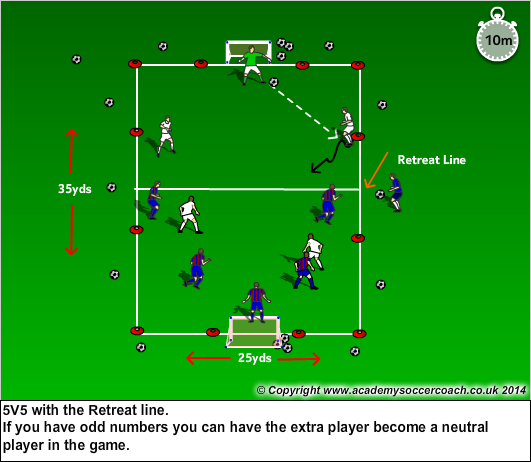 10m
Retreat Line
35yds
25yds
© Copyright www.academysoccercoach.co.uk 2014
5V5 with the Retreat line.
If you have odd numbers you can have the extra player become a neutral
player in the game.